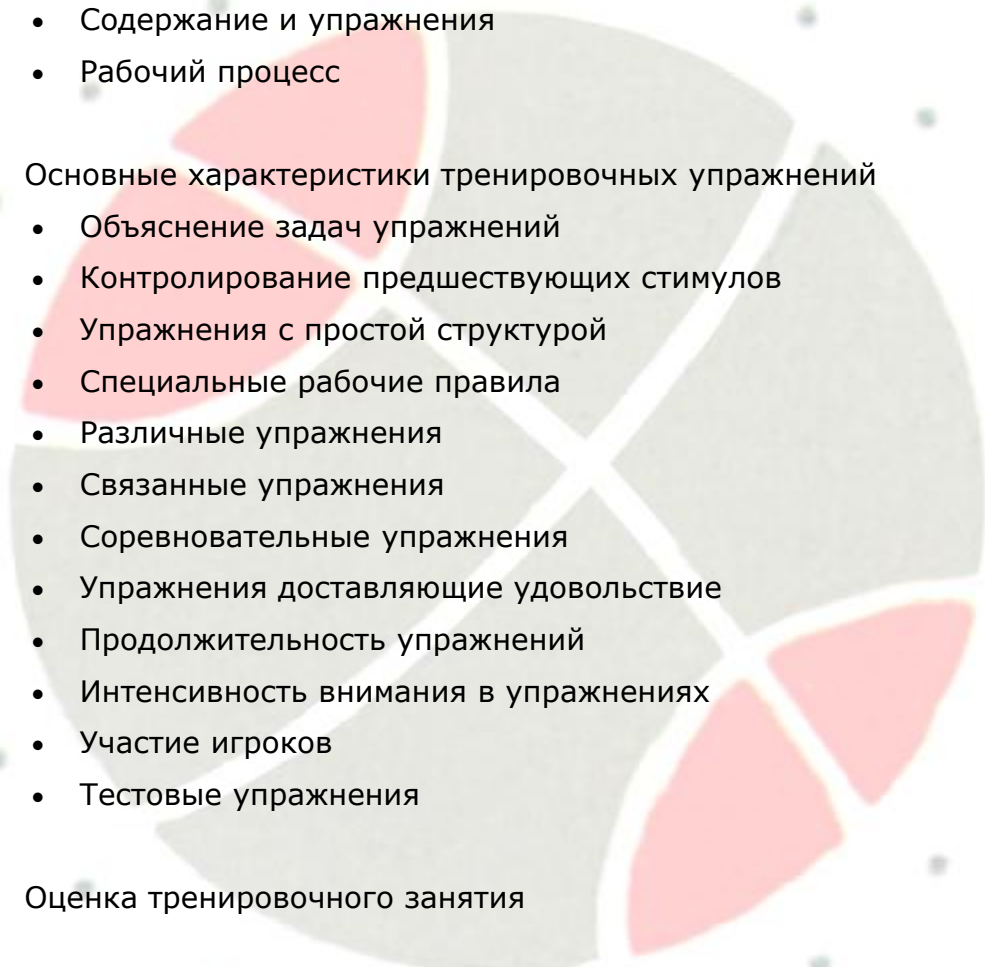 • Содержание и упражнения
• Рабочий процесс
Основные характеристики тренировочных упражнений
• Объяснение задач упражнений
• Контролирование предшествующих стимулов
• Упражнения с простой структурой
• Специальные рабочие правила
• Различные упражнения
• Связанные упражнения
• Соревновательные упражнения
• Упражнения доставляющие удовольствие
• Продолжительность упражнений
• Интенсивность внимания в упражнениях
• Участие игроков
• Тестовые упражнения
Оценка тренировочного занятия